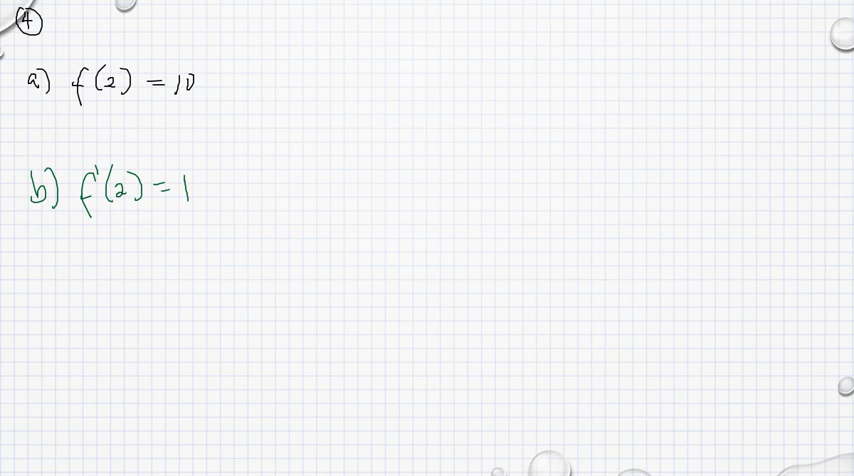 ④
a) f(2) = 10
b) f'(2) = 1